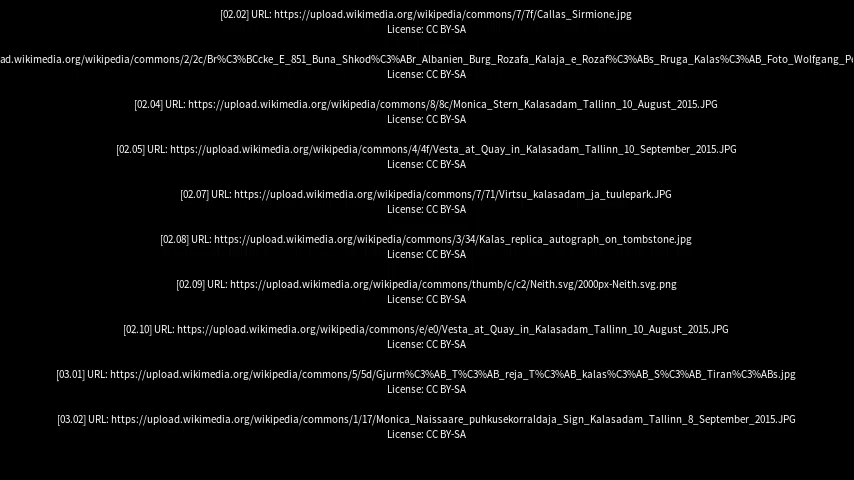 [02.02] URL: https://upload.wikimedia.org/wikipedia/commons/7/7f/Callas_Sirmione.jpg
License: CC BY-SA
ad.wikimedia.org/wikipedia/commons/2/2c/Br%C3%BCcke_E_851_Buna_Shkod%C3%ABr_Albanien_Burg_Rozafa_Kalaja_e_Rozaf%C3%ABs_Rruga_Kalas%C3%AB_Foto_Wolfgang_Pe
License: CC BY-SA
[02.04] URL: https://upload.wikimedia.org/wikipedia/commons/8/8c/Monica_Stern_Kalasadam_Tallinn_10_August_2015.JPG
License: CC BY-SA
[02.05] URL: https://upload.wikimedia.org/wikipedia/commons/4/4f/Vesta_at_Quay_in_Kalasadam_Tallinn_10_September_2015.JPG
License: CC BY-SA
[02.07] URL: https://upload.wikimedia.org/wikipedia/commons/7/71/Virtsu_kalasadam_ja_tuulepark.JPG
License: CC BY-SA
[02.08] URL: https://upload.wikimedia.org/wikipedia/commons/3/34/Kalas_replica_autograph_on_tombstone.jpg
License: CC BY-SA
[02.09] URL: https://upload.wikimedia.org/wikipedia/commons/thumb/c/c2/Neith.svg/2000px-Neith.svg.png
License: CC BY-SA
[02.10] URL: https://upload.wikimedia.org/wikipedia/commons/e/e0/Vesta_at_Quay_in_Kalasadam_Tallinn_10_August_2015.JPG
License: CC BY-SA
[03.01] URL: https://upload.wikimedia.org/wikipedia/commons/5/5d/Gjurm%C3%AB_T%C3%AB_reja_T%C3%AB_kalas%C3%AB_S%C3%AB_Tiran%C3%ABs.jpg
License: CC BY-SA
[03.02] URL: https://upload.wikimedia.org/wikipedia/commons/1/17/Monica_Naissaare_puhkusekorraldaja_Sign_Kalasadam_Tallinn_8_September_2015.JPG
License: CC BY-SA